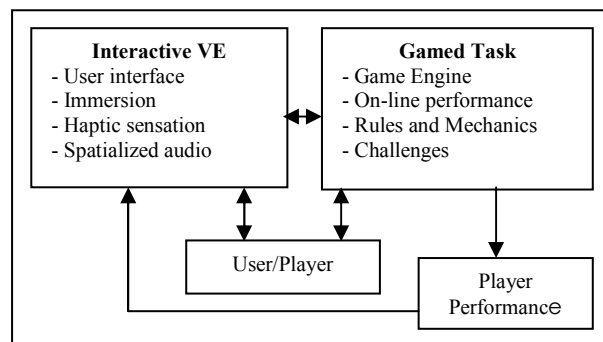 Interactive VE
- User interface
- Immersion
- Haptic sensation
- Spatialized audio
Gamed Task
- Game Engine
- On-line performance
- Rules and Mechanics
- Challenges
User/Player
Player
Performance